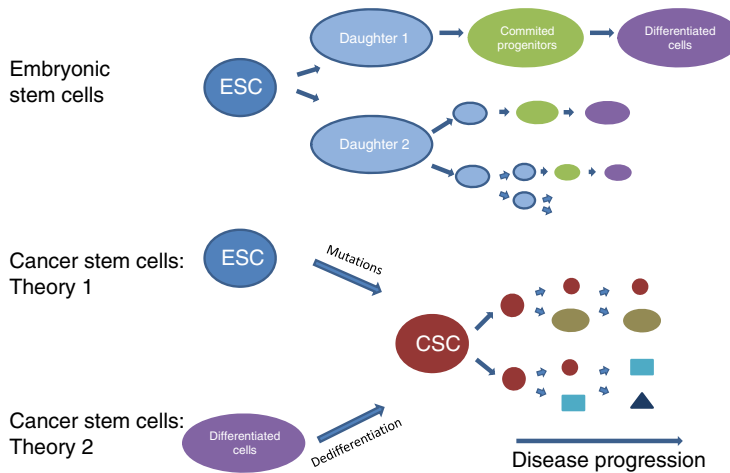 Daughter 1
Commited
progenitors
Differentiated
cells
Embryonic
stem cells
ESC
Daughter 2
Cancer stem cells:
Theory 1
ESC
Mutations
CSC
Cancer stem cells:
Theory 2
Differentiated
cells
Dedifferentiation
Disease progression